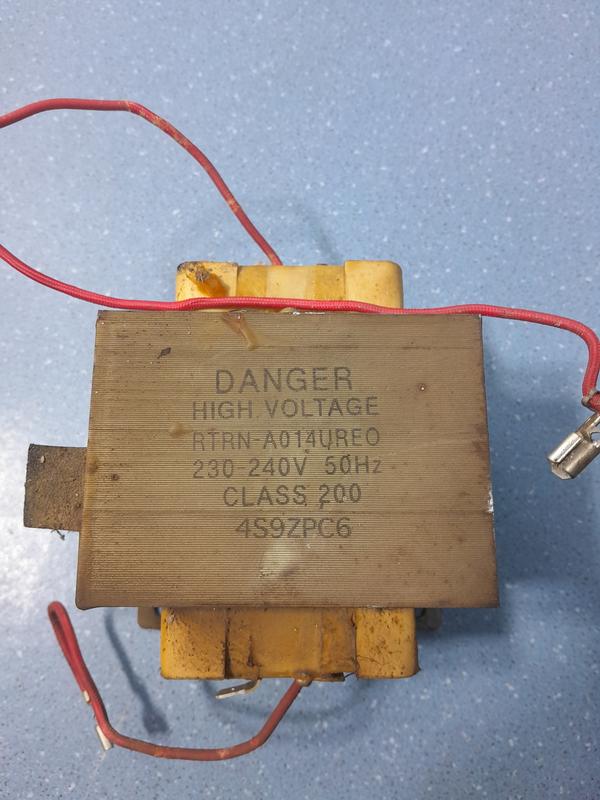 DANGER
HIGH VOLTAGE
RTRN-A014UREO
230-240V 50Hz
CLASS 200
4S9ZPC6